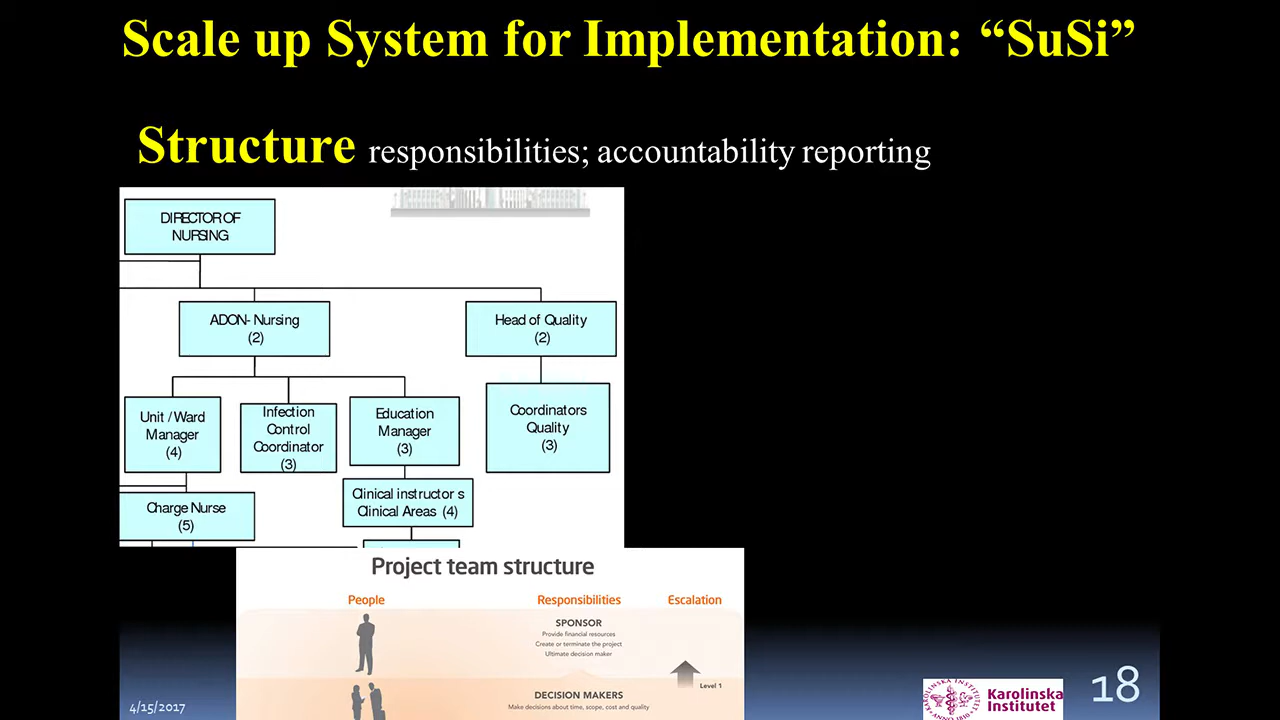 Scale up System for Implementation: “SuSi”
Structure responsibilities; accountability reporting
DIRECTOR OF
NURSING
ADON- Nursing
(2)
Head of Quality
(2)
Unit / Ward
Manager
(4)
Infection
Control
Coordinator
(3)
Education
Manager
(3)
Coordinators
Quality
(3)
Charge Nurse
(5)
Clinical instructor s
Clinical Areas (4)
Project team structure
People
Responsibilities
Escalation
SPONSOR
Provide financial resources
Create or terminate the project
Ultimate decision maker
Level 1
DECISION MAKERS
Make decisions about time, scope, cost and quality
4/15/2017
Karolinska
Institutet
18